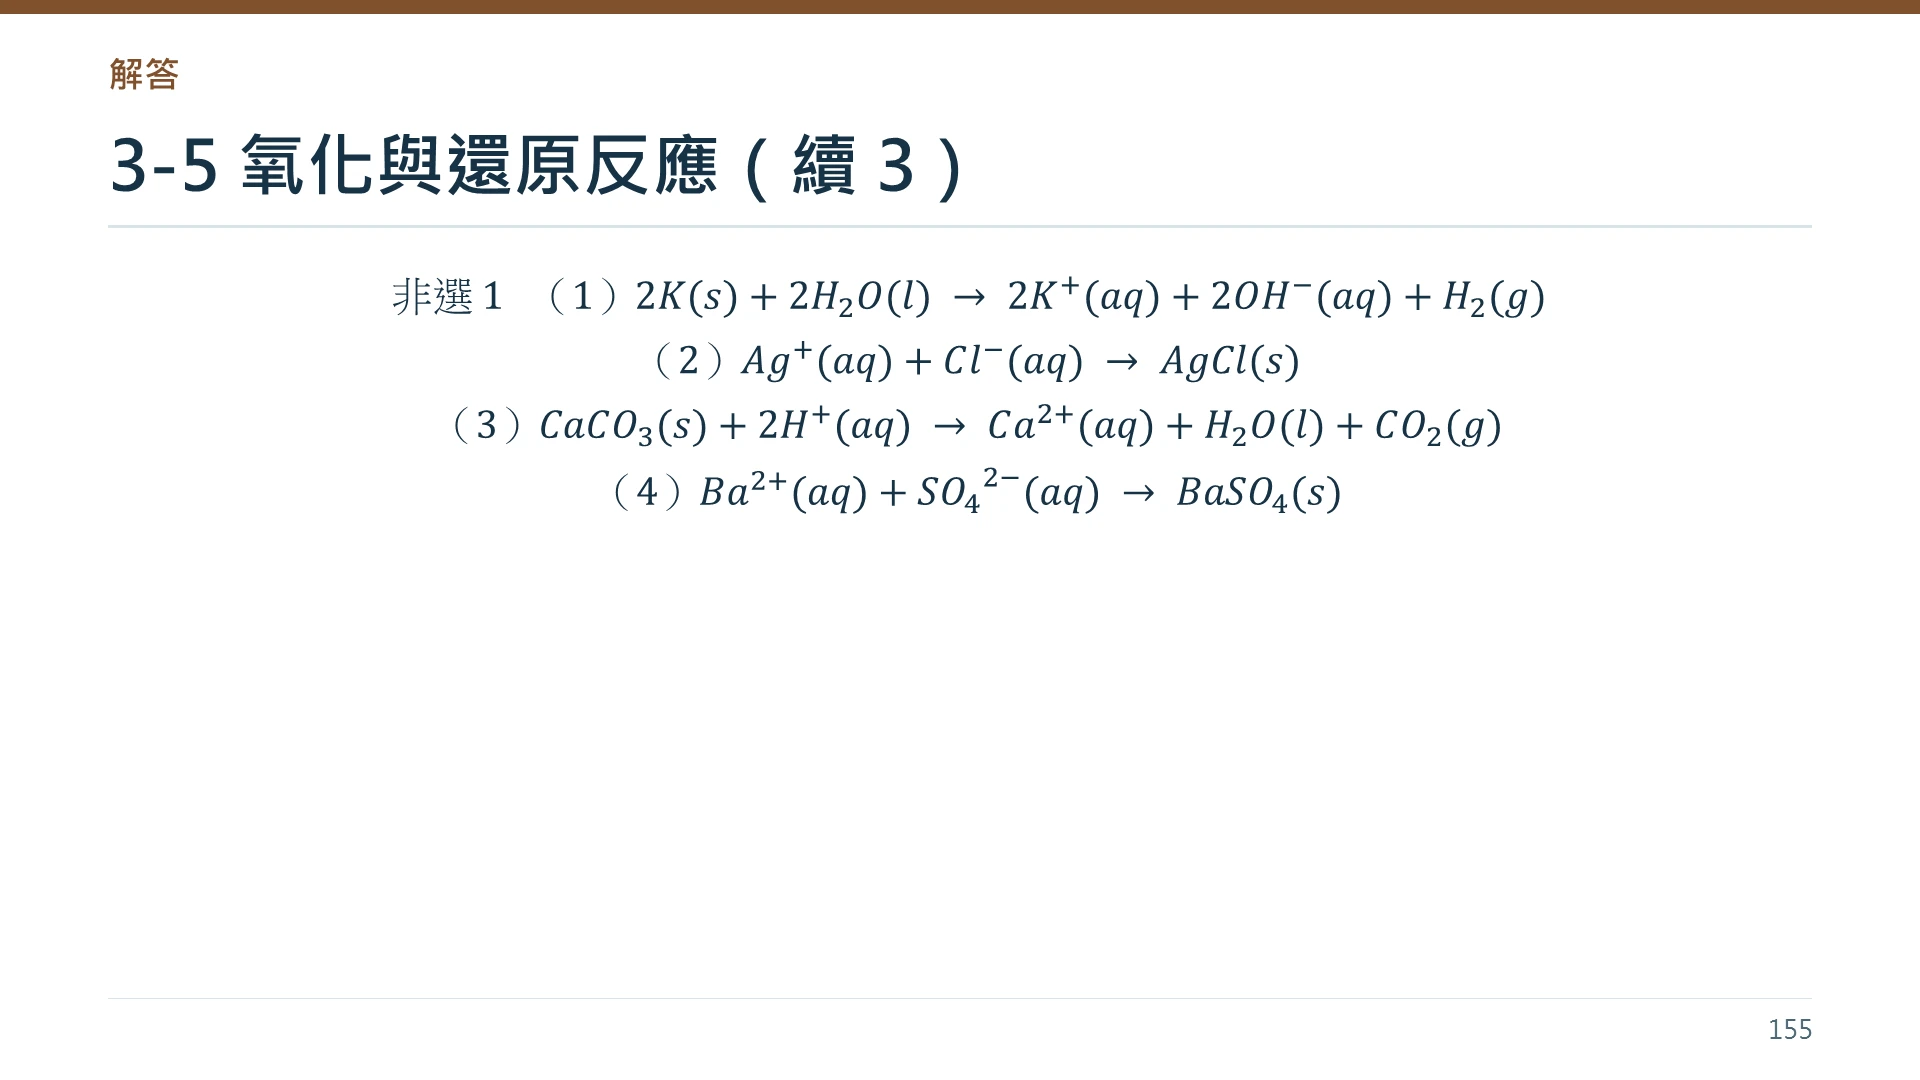 解答
3-5 氧化與還原反應（續 3）
非選 1 （1）2K(s) + 2H₂O(l) → 2K⁺(aq) + 2OH⁻(aq) + H₂(g)
（2）Ag⁺(aq) + Cl⁻(aq) → AgCl(s)
（3）CaCO₃(s) + 2H⁺(aq) → Ca²⁺(aq) + H₂O(l) + CO₂(g)
（4）Ba²⁺(aq) + SO₄²⁻(aq) → BaSO₄(s)
155